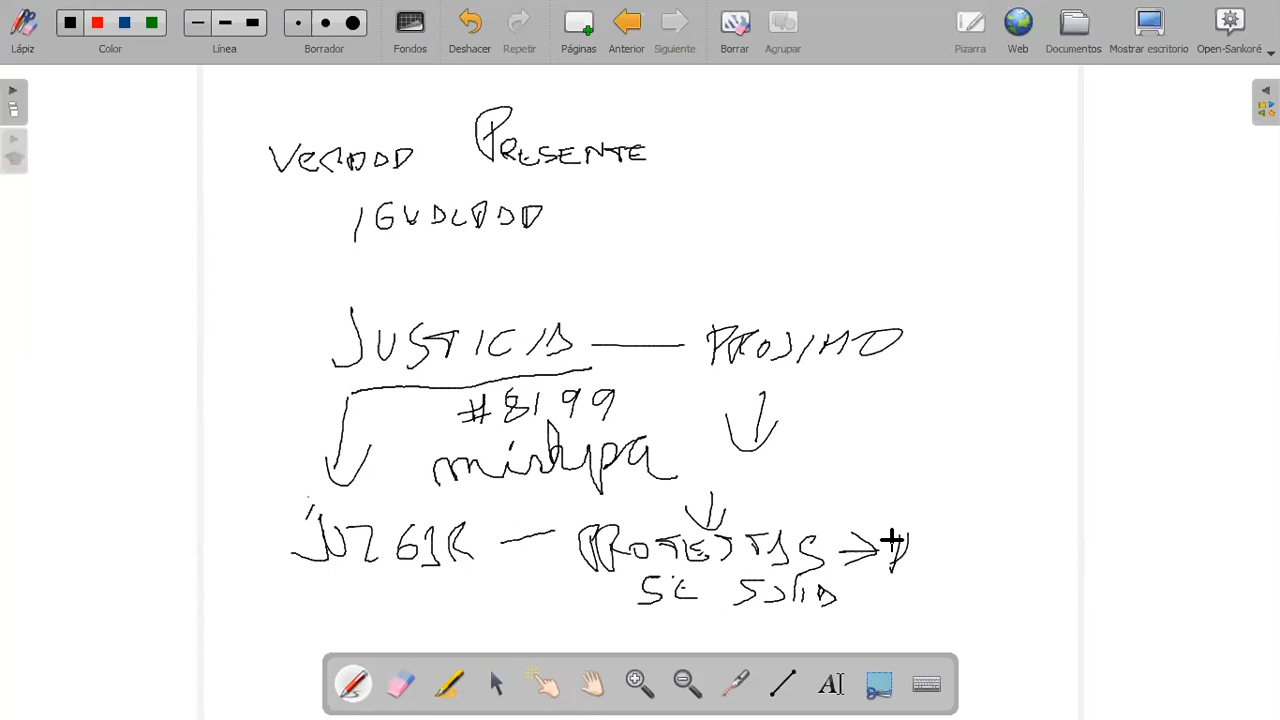 Lápiz Color Línea Borrador Fondos Deshacer Repetir Páginas Anterior Siguiente Borrar Agrupar Pizarra Web Documentos Mostrar escritorio Open-Sankoré
VERDAD PRESENTE
IGUALDAD
JUSTICIA — PROJIMO
#8199
mishpa
JUZGAR — PROTESTAS →
SE